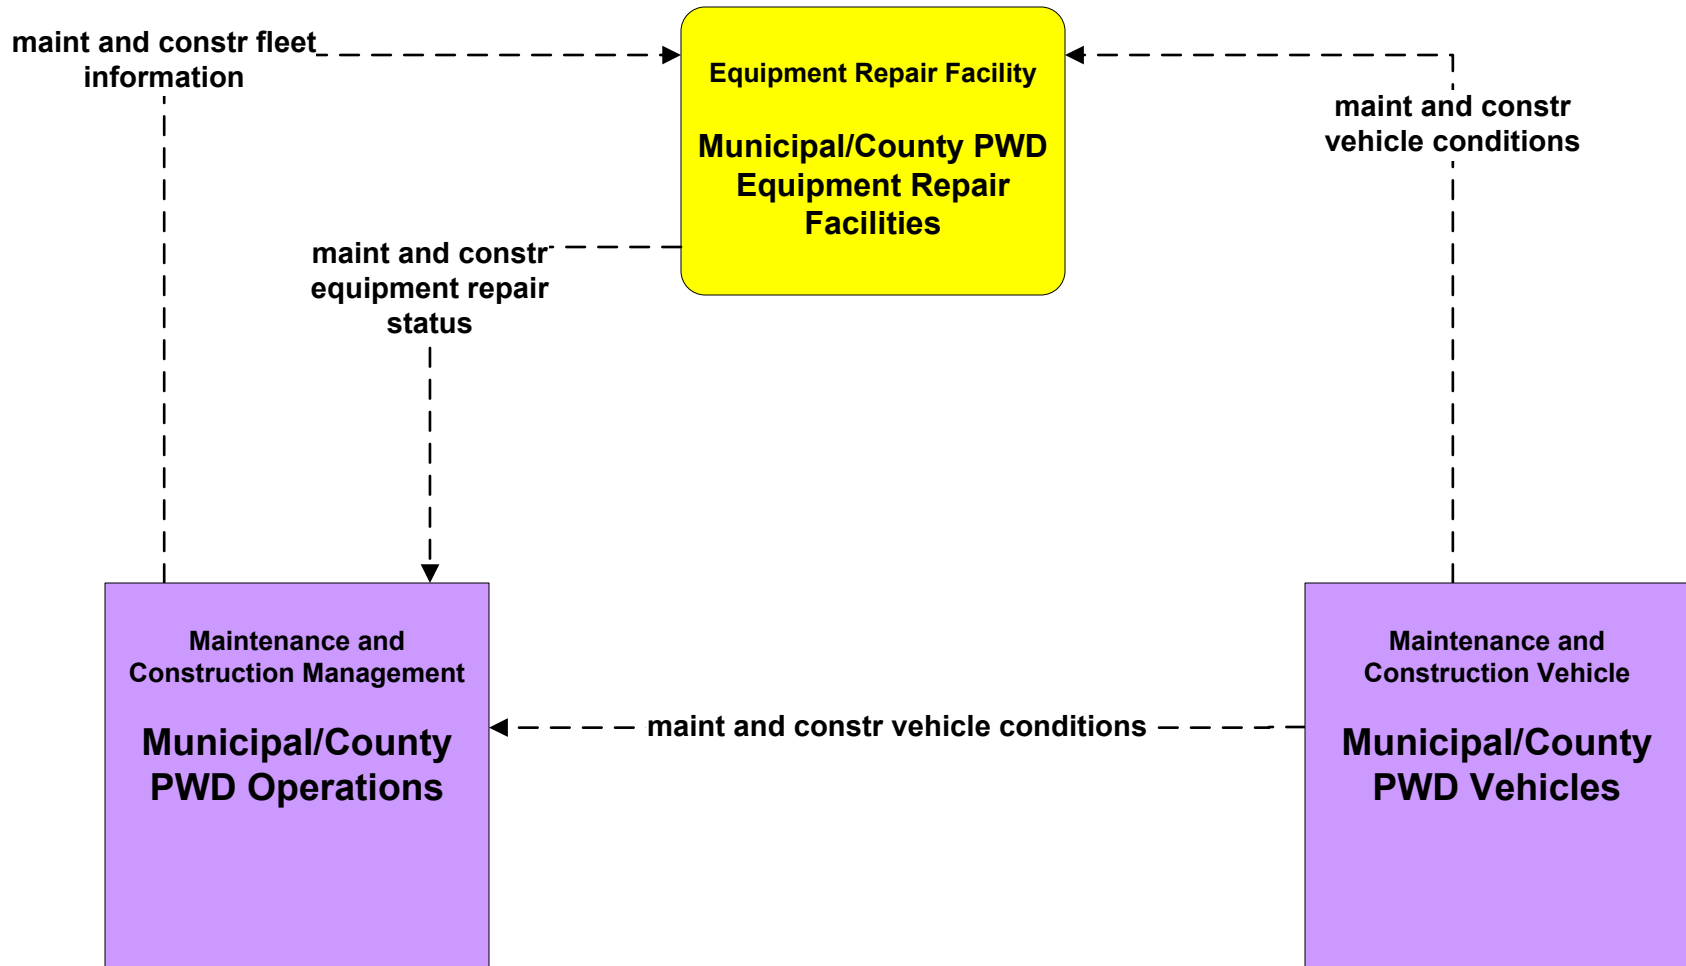 maint and constr fleet
information
Equipment Repair Facility
Municipal/County PWD
Equipment Repair
Facilities
maint and constr
vehicle conditions
maint and constr
equipment repair
status
Maintenance and
Construction Management
Municipal/County
PWD Operations
maint and constr vehicle conditions
Maintenance and
Construction Vehicle
Municipal/County
PWD Vehicles